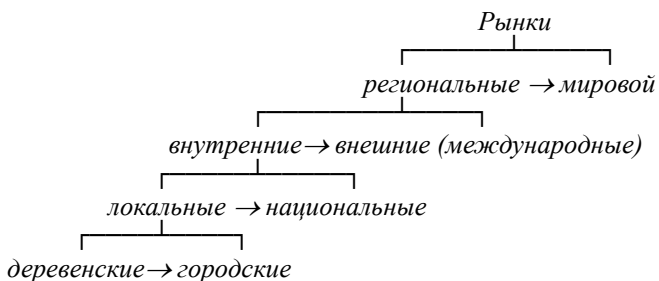 Рынки
региональные → мировой
внутренние → внешние (международные)
локальные → национальные
деревенские → городские